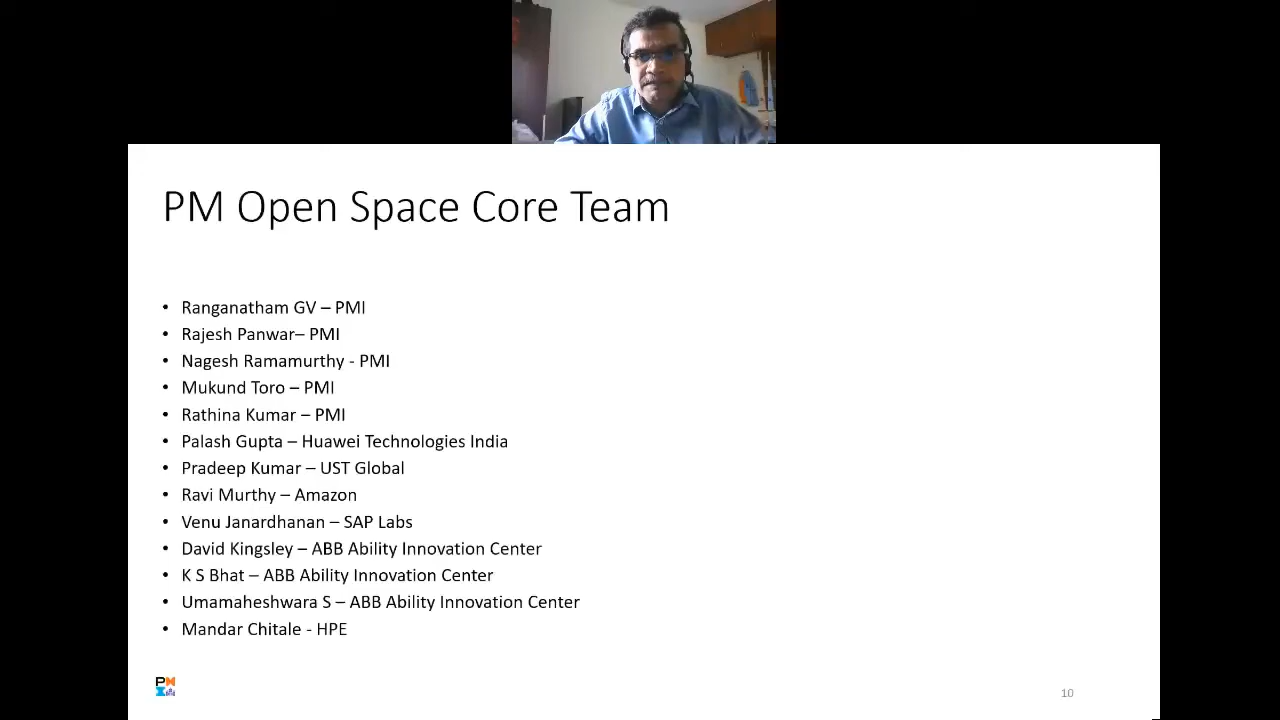 PM Open Space Core Team
• Ranganatham GV – PMI
• Rajesh Panwar– PMI
• Nagesh Ramamurthy - PMI
• Mukund Toro – PMI
• Rathina Kumar – PMI
• Palash Gupta – Huawei Technologies India
• Pradeep Kumar – UST Global
• Ravi Murthy – Amazon
• Venu Janardhanan – SAP Labs
• David Kingsley – ABB Ability Innovation Center
• K S Bhat – ABB Ability Innovation Center
• Umamaheshwara S – ABB Ability Innovation Center
• Mandar Chitale - HPE
10